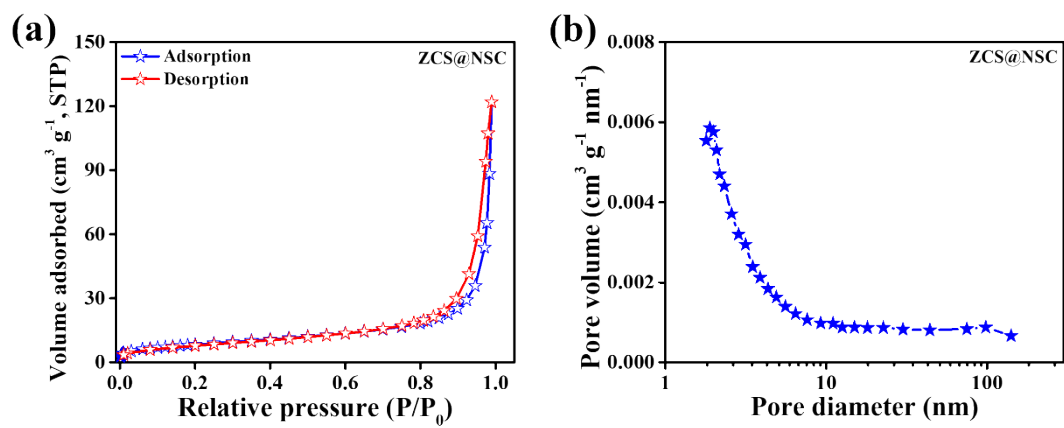 (a)
150
120
90
60
30
0
Volume adsorbed (cm³ g⁻¹, STP)
Adsorption
Desorption
ZCS@NSC
0.0 0.2 0.4 0.6 0.8 1.0
Relative pressure (P/P₀)
(b)
0.008
0.006
0.004
0.002
0.000
Pore volume (cm³ g⁻¹ nm⁻¹)
ZCS@NSC
1 10 100
Pore diameter (nm)